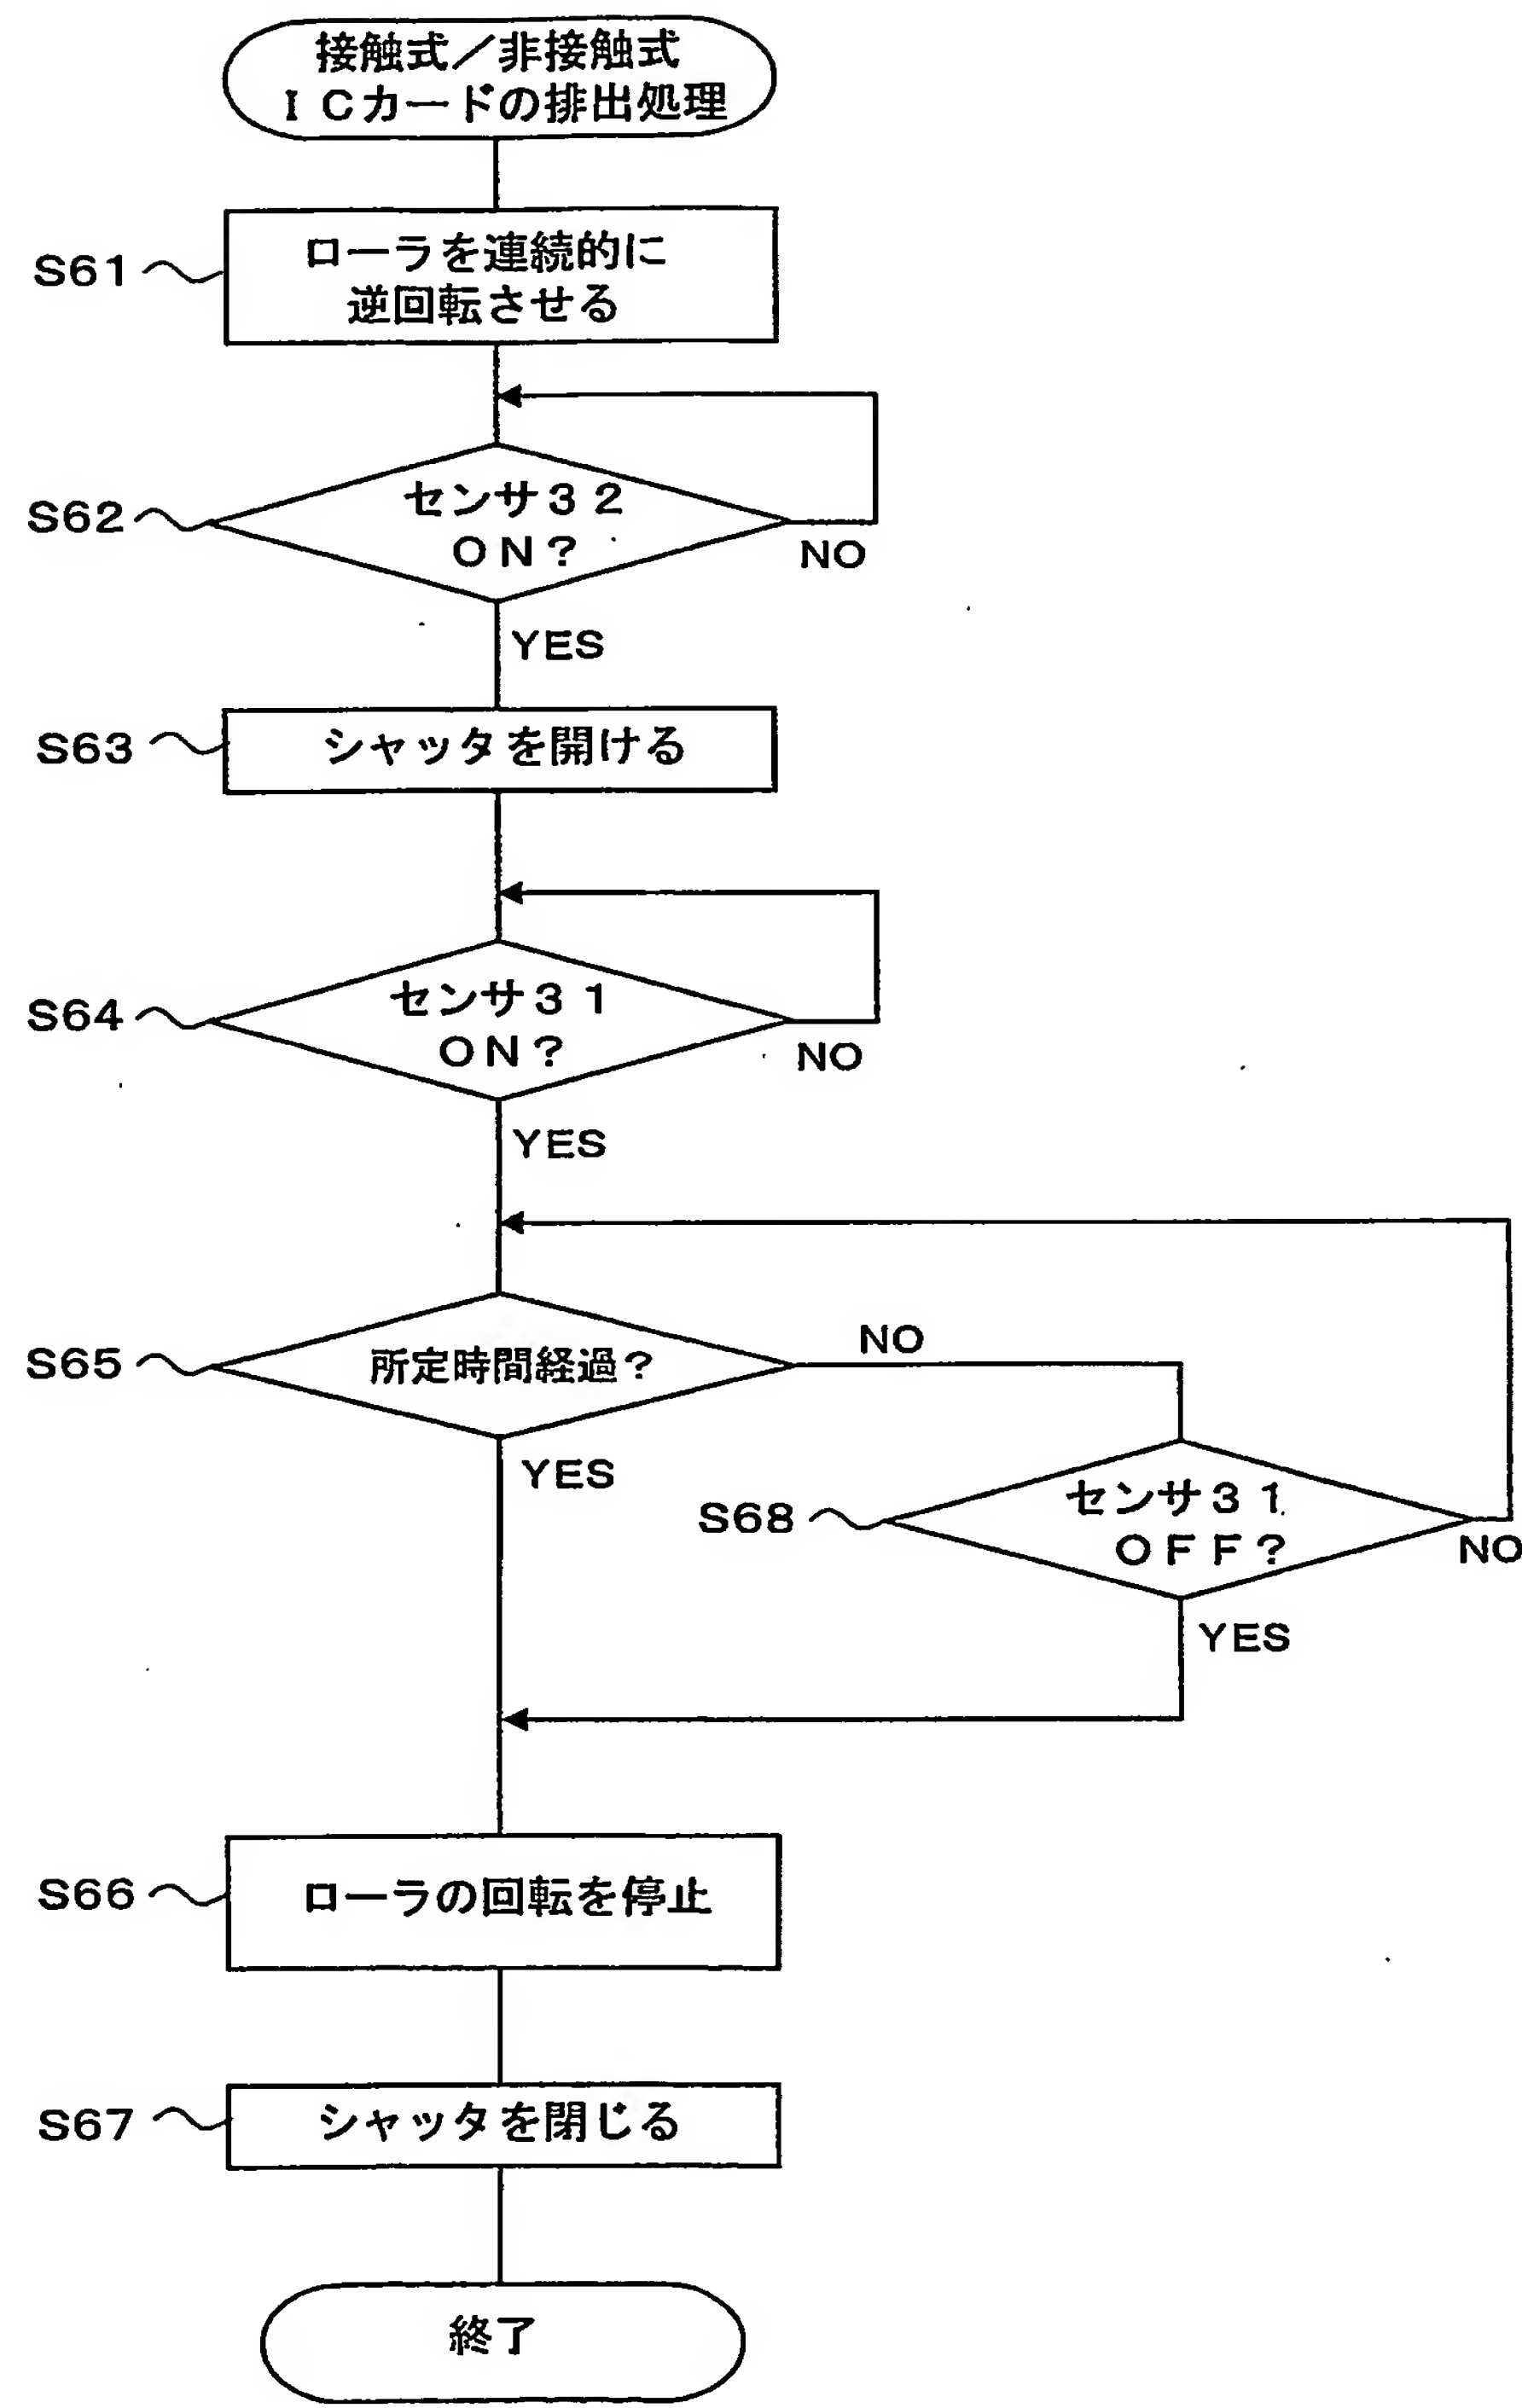 接触式／非接触式
ＩＣカードの排出処理
S61
ローラを連続的に
逆回転させる
S62
センサ３２
ＯＮ？
NO
YES
S63
シャッタを開ける
S64
センサ３１
ＯＮ？
NO
YES
S65
所定時間経過？
NO
YES
S68
センサ３１
ＯＦＦ？
NO
YES
S66
ローラの回転を停止
S67
シャッタを閉じる
終了